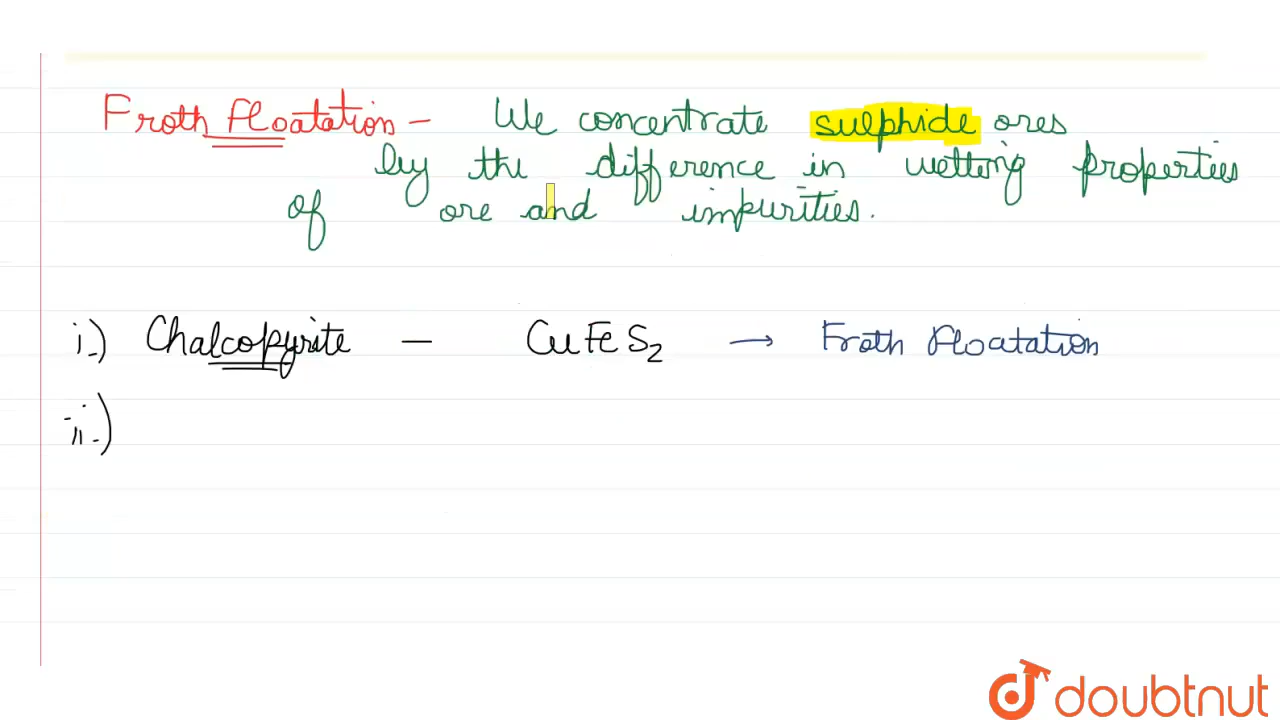 Froth Floatation - We concentrate sulphide ores
by the difference in wetting properties
of ore and impurities.
i.) Chalcopyrite - CuFeS2 → Froth Floatation
ii.)
doubtnut